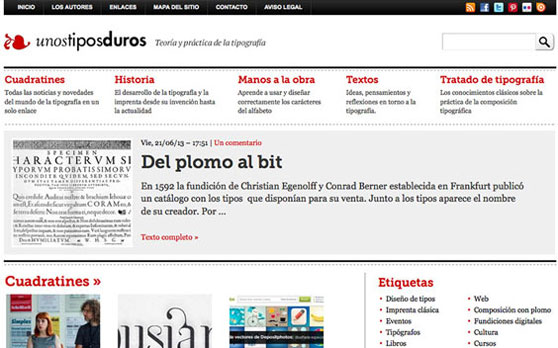 INICIO LOS AUTORES ENLACES MAPA DEL SITIO CONTACTO AVISO LEGAL
unostiposduros Teoría y práctica de la tipografía
Cuadratines
Todas las noticias y novedades
del mundo de la tipografía en un
solo enlace
Historia
El desarrollo de la tipografía y la
imprenta desde su invención hasta
la actualidad
Manos a la obra
Aprende a usar y diseñar
correctamente los carácteres
del alfabeto
Textos
Ideas, pensamientos y
reflexiones en torno a la
tipografía.
Tratado de tipografía
Los conocimientos clásicos sobre la
práctica de la composición
tipográfica
SPECIMEN
HARACTERVM SE
TYPORVM PROBATISSIMORVM
Vie, 21/06/13 – 17:51 | Un comentario
Del plomo al bit
En 1592 la fundición de Christian Egenolff y Conrad Berner establecida en Frankfurt publicó
un catálogo con los tipos que disponían para su venta. Junto a los tipos aparece el nombre
de su creador. Por ...
Texto completo »
Cuadratines »
usian
Etiquetas
Diseño de tipos
Imprenta clásica
Eventos
Tipógrafos
Libros
Web
Composición con plomo
Fundiciones digitales
Cultura
Cursos